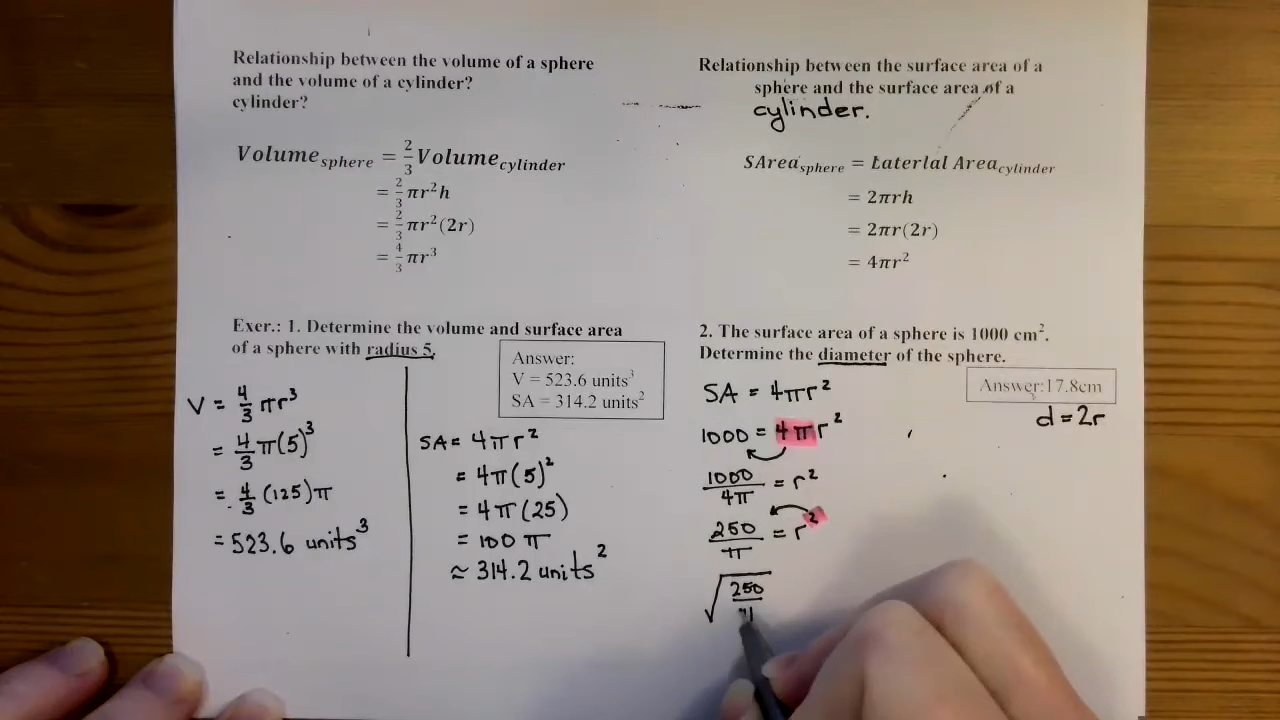 Relationship between the volume of a sphere
and the volume of a cylinder?
cylinder?
Volume_sphere = 2/3 Volume_cylinder
= 2/3 πr²h
= 2/3 πr²(2r)
= 4/3 πr³
Relationship between the surface area of a
sphere and the surface area of a
cylinder.
SArea_sphere = Laterlal Area_cylinder
= 2πrh
= 2πr(2r)
= 4πr²
Exer.: 1. Determine the volume and surface area
of a sphere with radius 5.
Answer:
V = 523.6 units³
SA = 314.2 units²
V = 4/3 πr³
= 4/3 π(5)³
= 4/3 (125)π
= 523.6 units³
SA = 4πr²
= 4π(5)²
= 4π(25)
= 100 π
≈ 314.2 units²
2. The surface area of a sphere is 1000 cm².
Determine the diameter of the sphere.
Answer:17.8cm
d = 2r
SA = 4πr²
1000 = 4πr²
1000/4π = r²
250/π = r²
√250